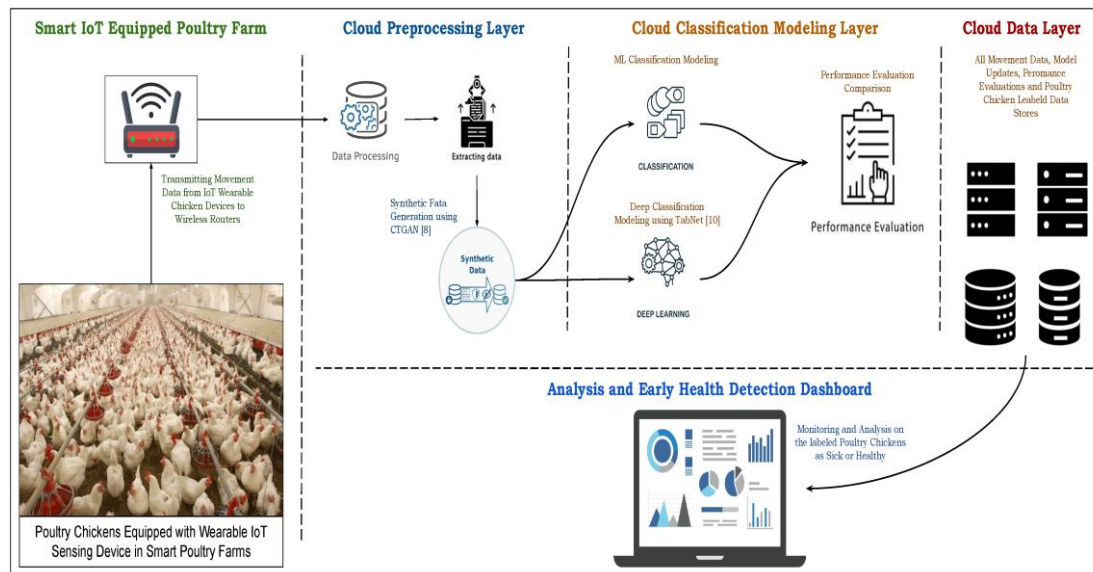 Smart IoT Equipped Poultry Farm
Cloud Preprocessing Layer
Cloud Classification Modeling Layer
Cloud Data Layer
Transmitting Movement
Data from IoT Wearable
Chicken Devices to
Wireless Routers
Poultry Chickens Equipped with Wearable IoT
Sensing Device in Smart Poultry Farms
Data Processing
Extracting data
Synthetic Fata
Generation using
CTGAN [8]
Synthetic
Data
ML Classification Modeling
CLASSIFICATION
Deep Classification
Modeling using TabNet [10]
DEEP LEARNING
Performance Evaluation
Comparison
Performance Evaluation
All Movement Data, Model
Updates, Peromance
Evaluations and Poultry
Chicken Leabeld Data
Stores
Analysis and Early Health Detection Dashboard
Monitoring and Analysis on
the labeled Poultry Chickens
as Sick or Healthy